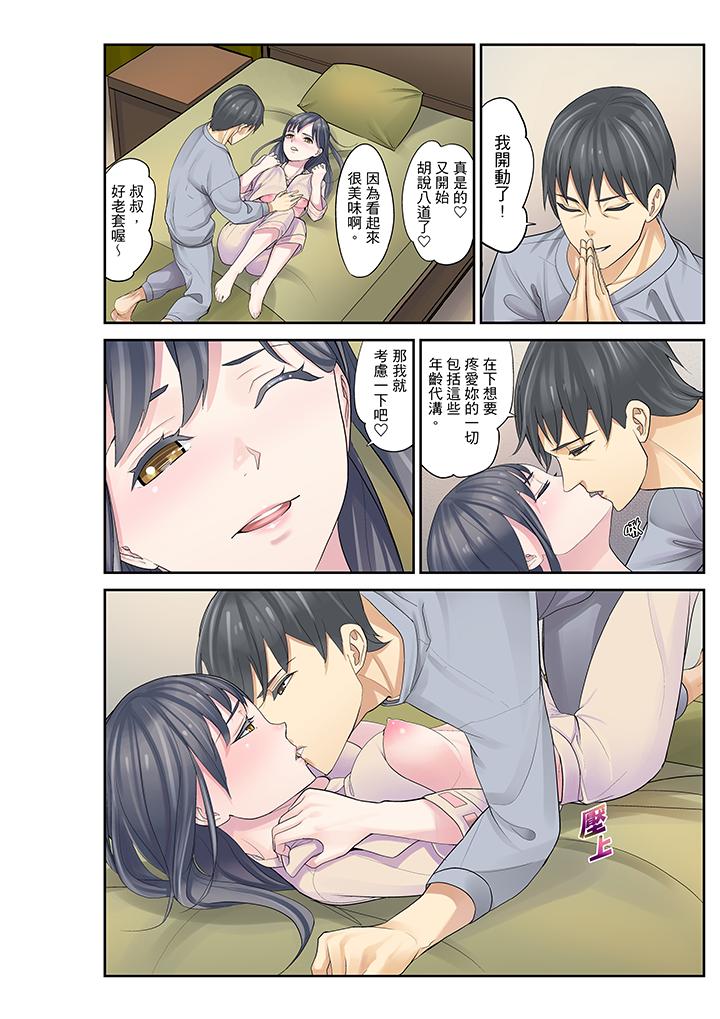 我開動了！
真是的♡
又開始
胡說八道了♡
因為看起來
很美味啊。
叔叔，
好老套喔～
在下想要
疼愛妳的一切
包括這些
年齡代溝。
啾
那我就
考慮一下吧♡
壓上